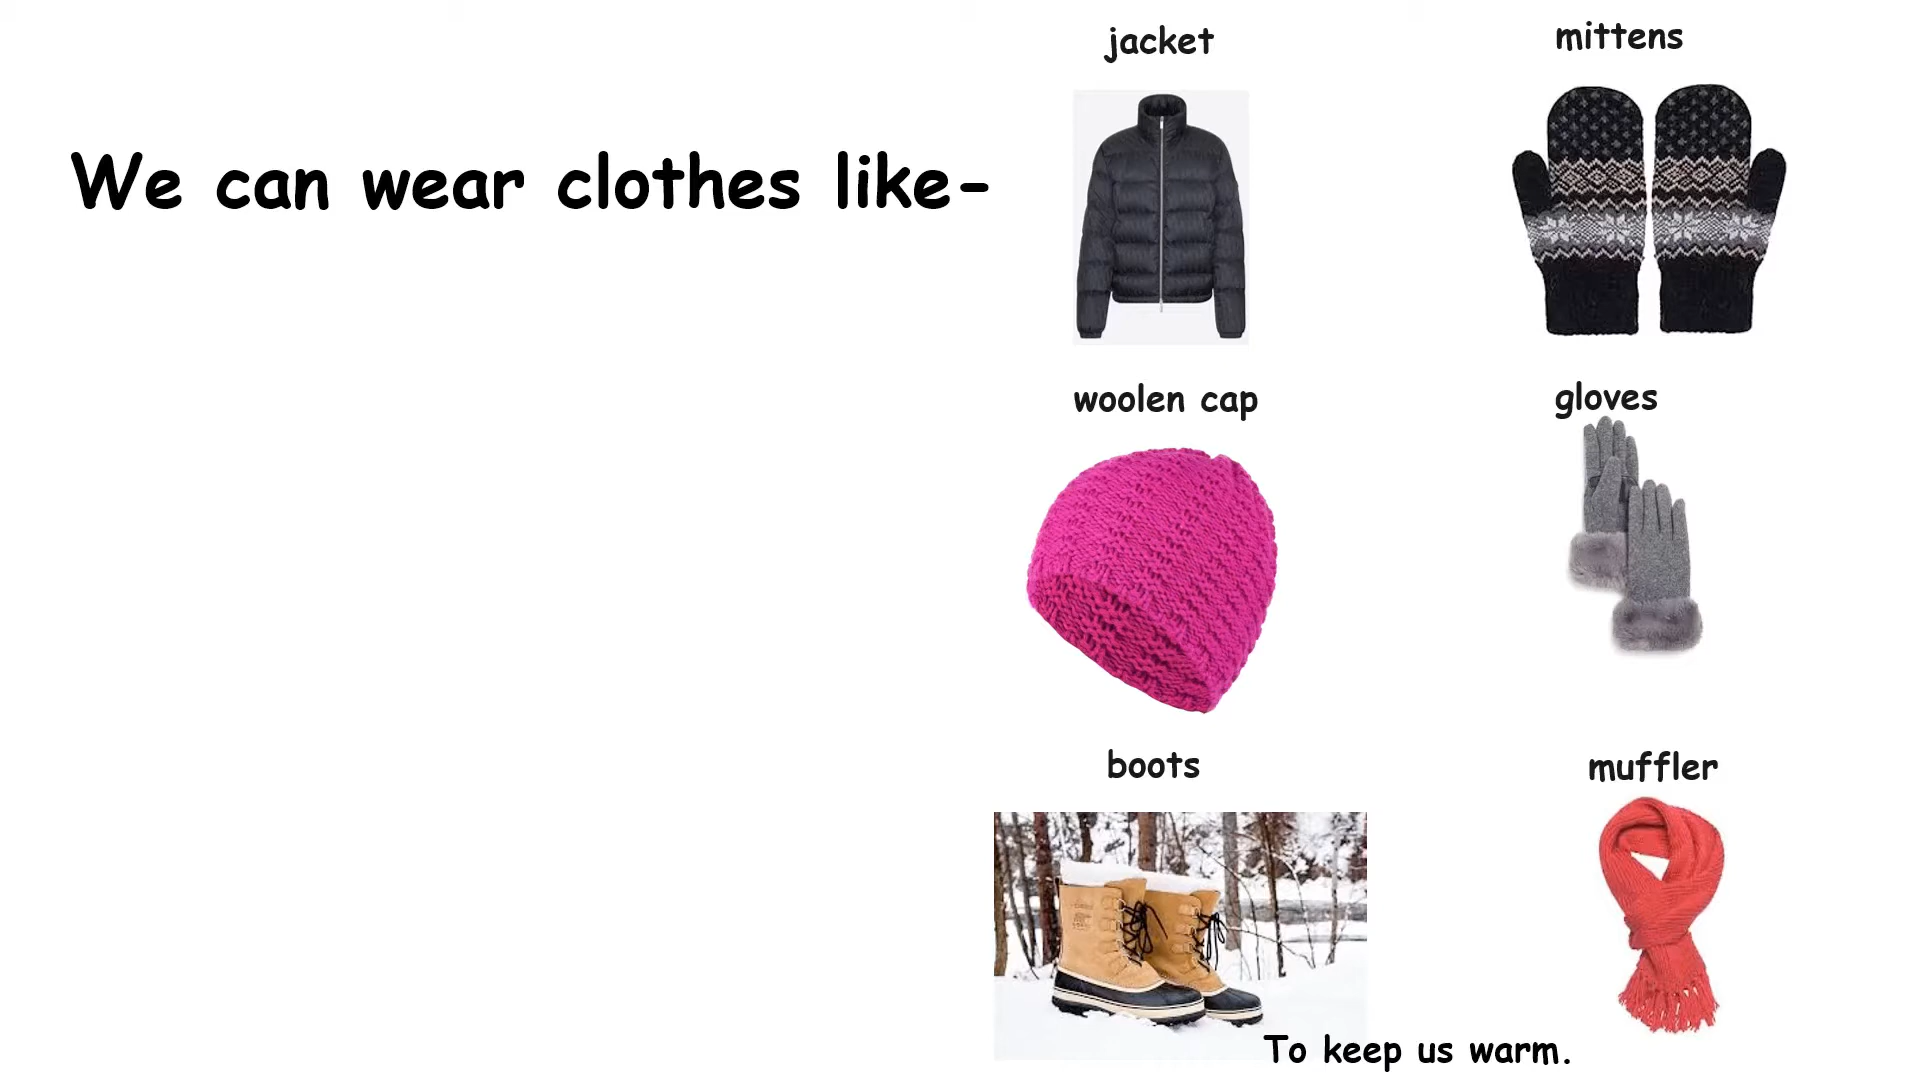 We can wear clothes like-
jacket
mittens
woolen cap
gloves
boots
muffler
To keep us warm.